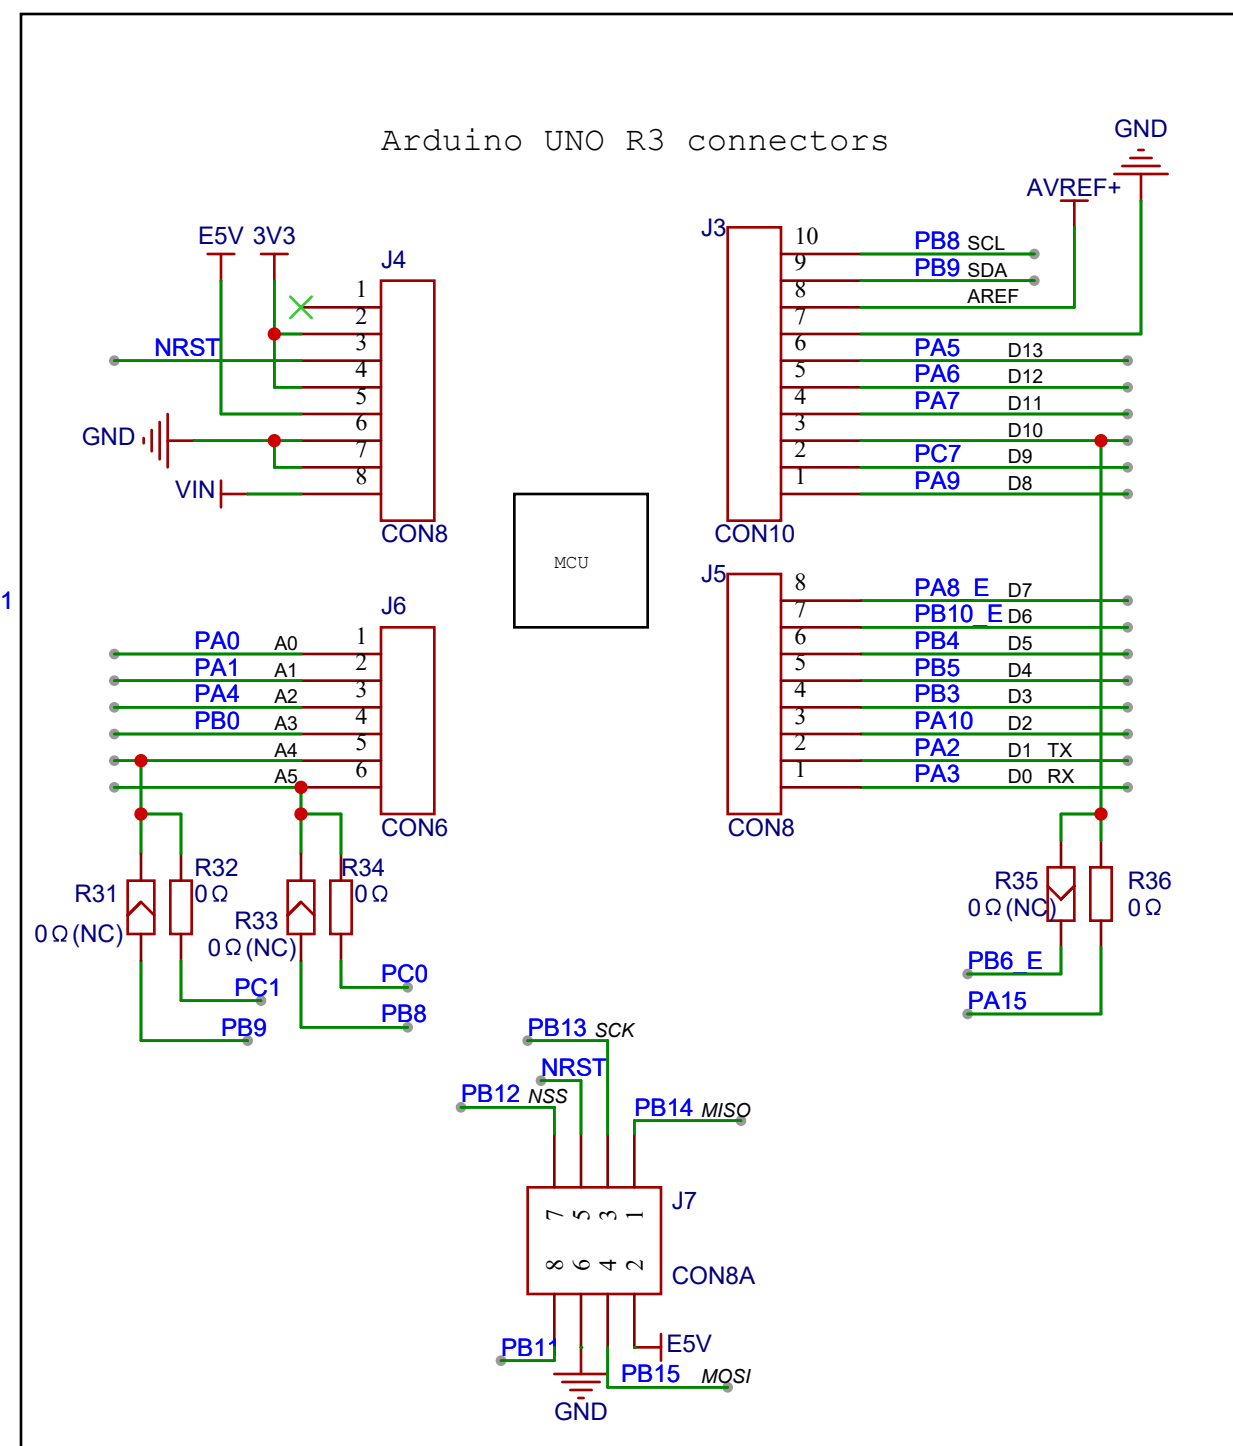 Arduino UNO R3 connectors
GND
AVREF+
E5V 3V3
J4
1
2
3
4
5
6
7
8
NRST
GND
VIN
CON8
J3
10 PB8 SCL
9 PB9 SDA
8 AREF
7
6 PA5 D13
5 PA6 D12
4 PA7 D11
3 D10
2 PC7 D9
1 PA9 D8
CON10
MCU
1
J6
PA0 A0 1
PA1 A1 2
PA4 A2 3
PB0 A3 4
A4 5
A5 6
CON6
J5
8 PA8_E D7
7 PB10_E D6
6 PB4 D5
5 PB5 D4
4 PB3 D3
3 PA10 D2
2 PA2 D1 TX
1 PA3 D0 RX
CON8
R31
0Ω(NC)
R32
0Ω
R33
0Ω(NC)
R34
0Ω
PC1
PB9
PC0
PB8
R35
0Ω(NC)
R36
0Ω
PB6_E
PA15
PB13 SCK
NRST
PB12 NSS
PB14 MISO
J7
7 5 3 1
8 6 4 2
CON8A
PB11
E5V
PB15 MOSI
GND